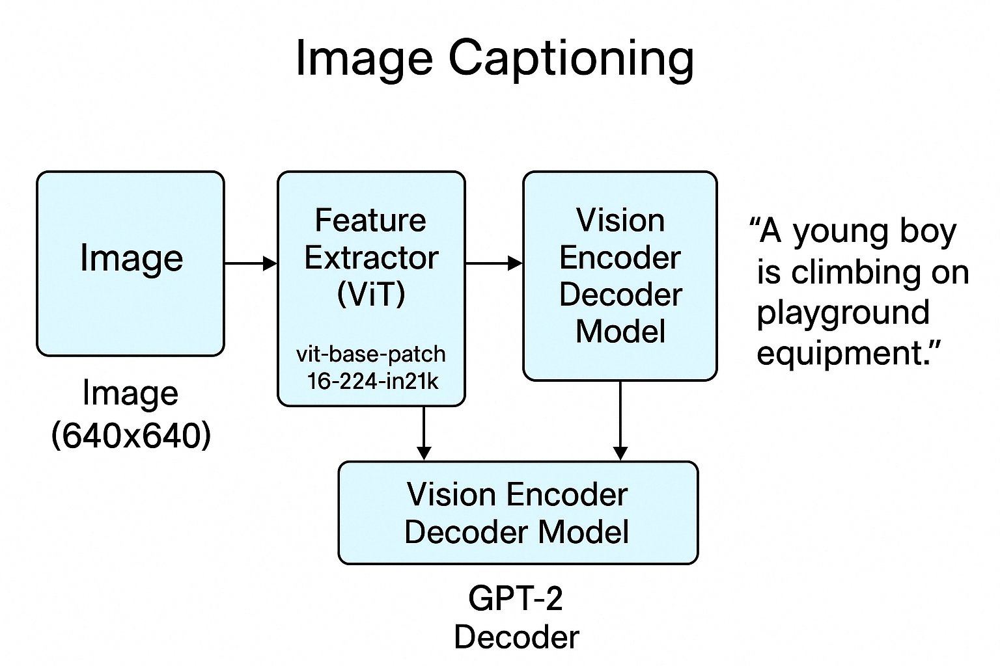 Image Captioning
Image
Image
(640x640)
Feature
Extractor
(ViT)
vit-base-patch
16-224-in21k
Vision
Encoder
Decoder
Model
“A young boy
is climbing on
playground
equipment.”
Vision Encoder
Decoder Model
GPT-2
Decoder